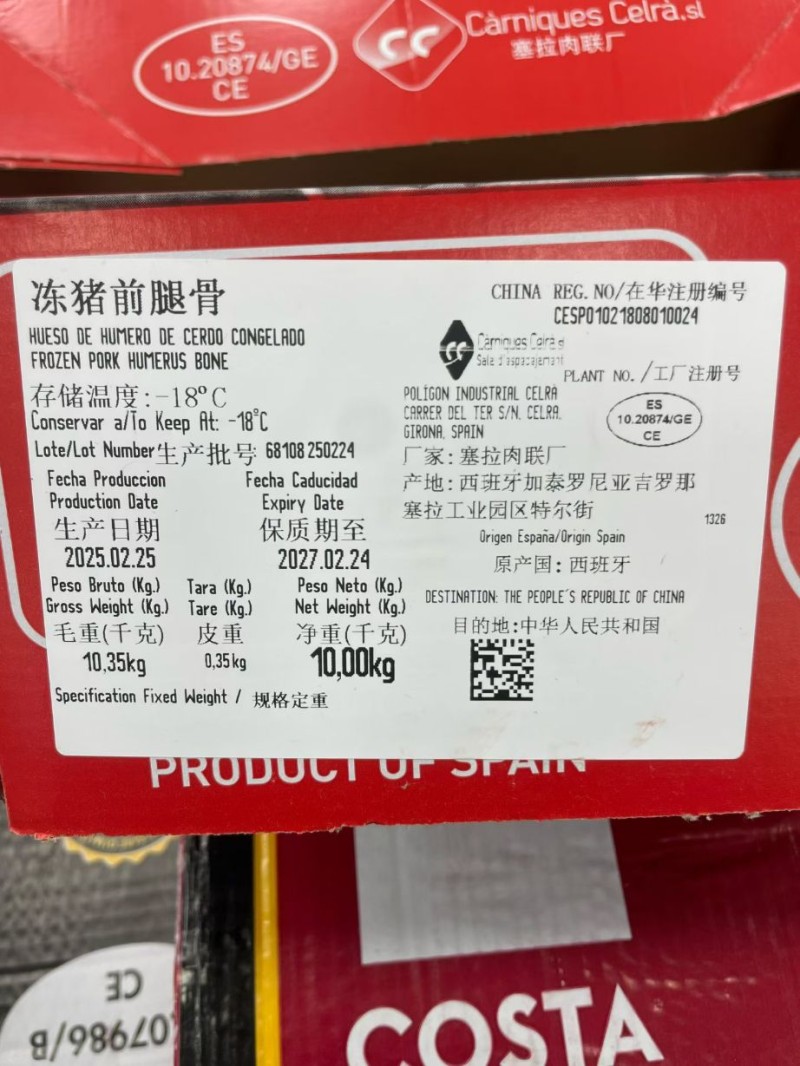 ES
10.20874/GE
CE
Càrniques Celrà,sl
塞拉肉联厂
冻猪前腿骨
HUESO DE HUMERO DE CERDO CONGELADO
FROZEN PORK HUMERUS BONE
存储温度:-18°C
Conservar a/To Keep At: -18°C
Lote/Lot Number生产批号 68108250224
Fecha Produccion Fecha Caducidad
Production Date Expiry Date
生产日期 保质期至
2025.02.25 2027.02.24
Peso Bruto (Kg.) Tara (Kg.) Peso Neto (Kg.)
Gross Weight (Kg.) Tare (Kg.) Net Weight (Kg.)
毛重(千克) 皮重 净重(千克)
10,35kg 0,35kg 10,00kg
Specification Fixed Weight / 规格定重
CHINA REG. NO/在华注册编号
CESP01021808010024
Càrniques Celrà sl
Sala d'especejament
PLANT NO. /工厂注册号
POLÍGON INDUSTRIAL CELRÀ
CARRER DEL TER S/N. CELRA.
GIRONA. SPAIN
ES
10.20874/GE
CE
厂家: 塞拉肉联厂
产地: 西班牙加泰罗尼亚吉罗那
塞拉工业园区特尔街
1326
Origen España/Origin Spain
原产国: 西班牙
DESTINATION: THE PEOPLE´S REPUBLIC OF CHINA
目的地:中华人民共和国
PRODUCT OF SPAIN
CE
07986/B
COSTA